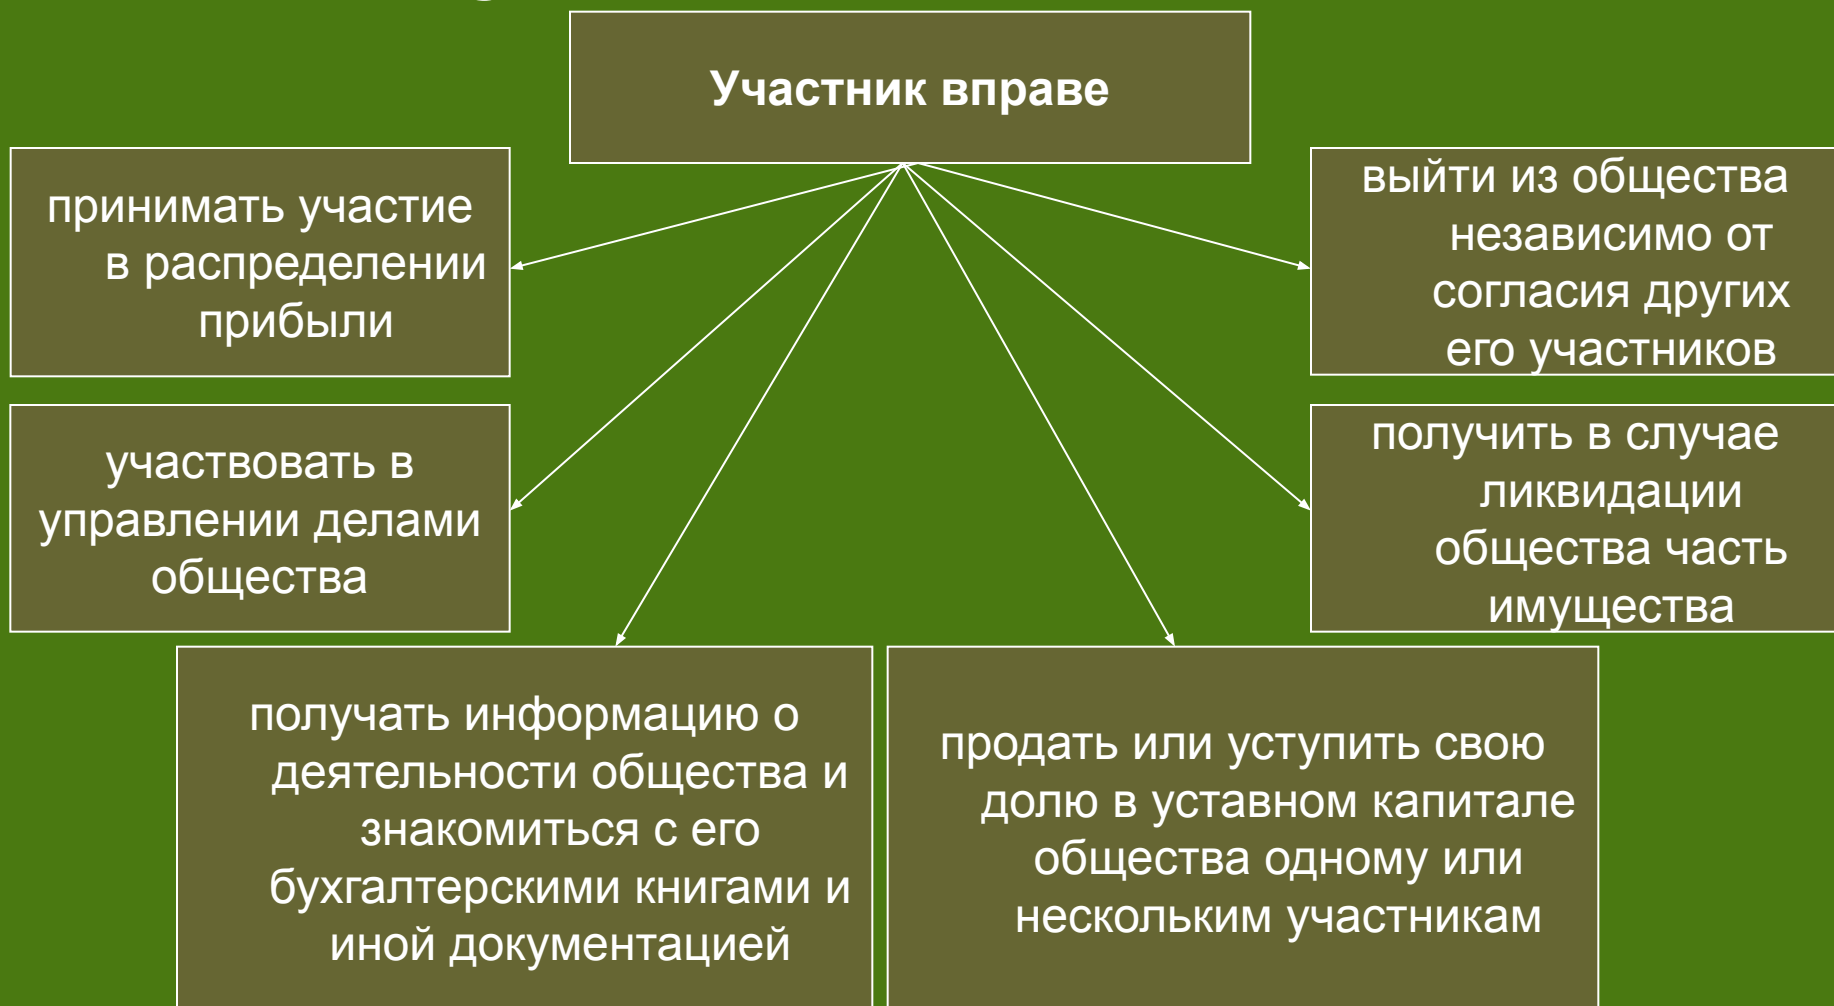 Участник вправе
принимать участие
в распределении
прибыли
выйти из общества
независимо от
согласия других
его участников
участвовать в
управлении делами
общества
получить в случае
ликвидации
общества часть
имущества
получать информацию о
деятельности общества и
знакомиться с его
бухгалтерскими книгами и
иной документацией
продать или уступить свою
долю в уставном капитале
общества одному или
нескольким участникам